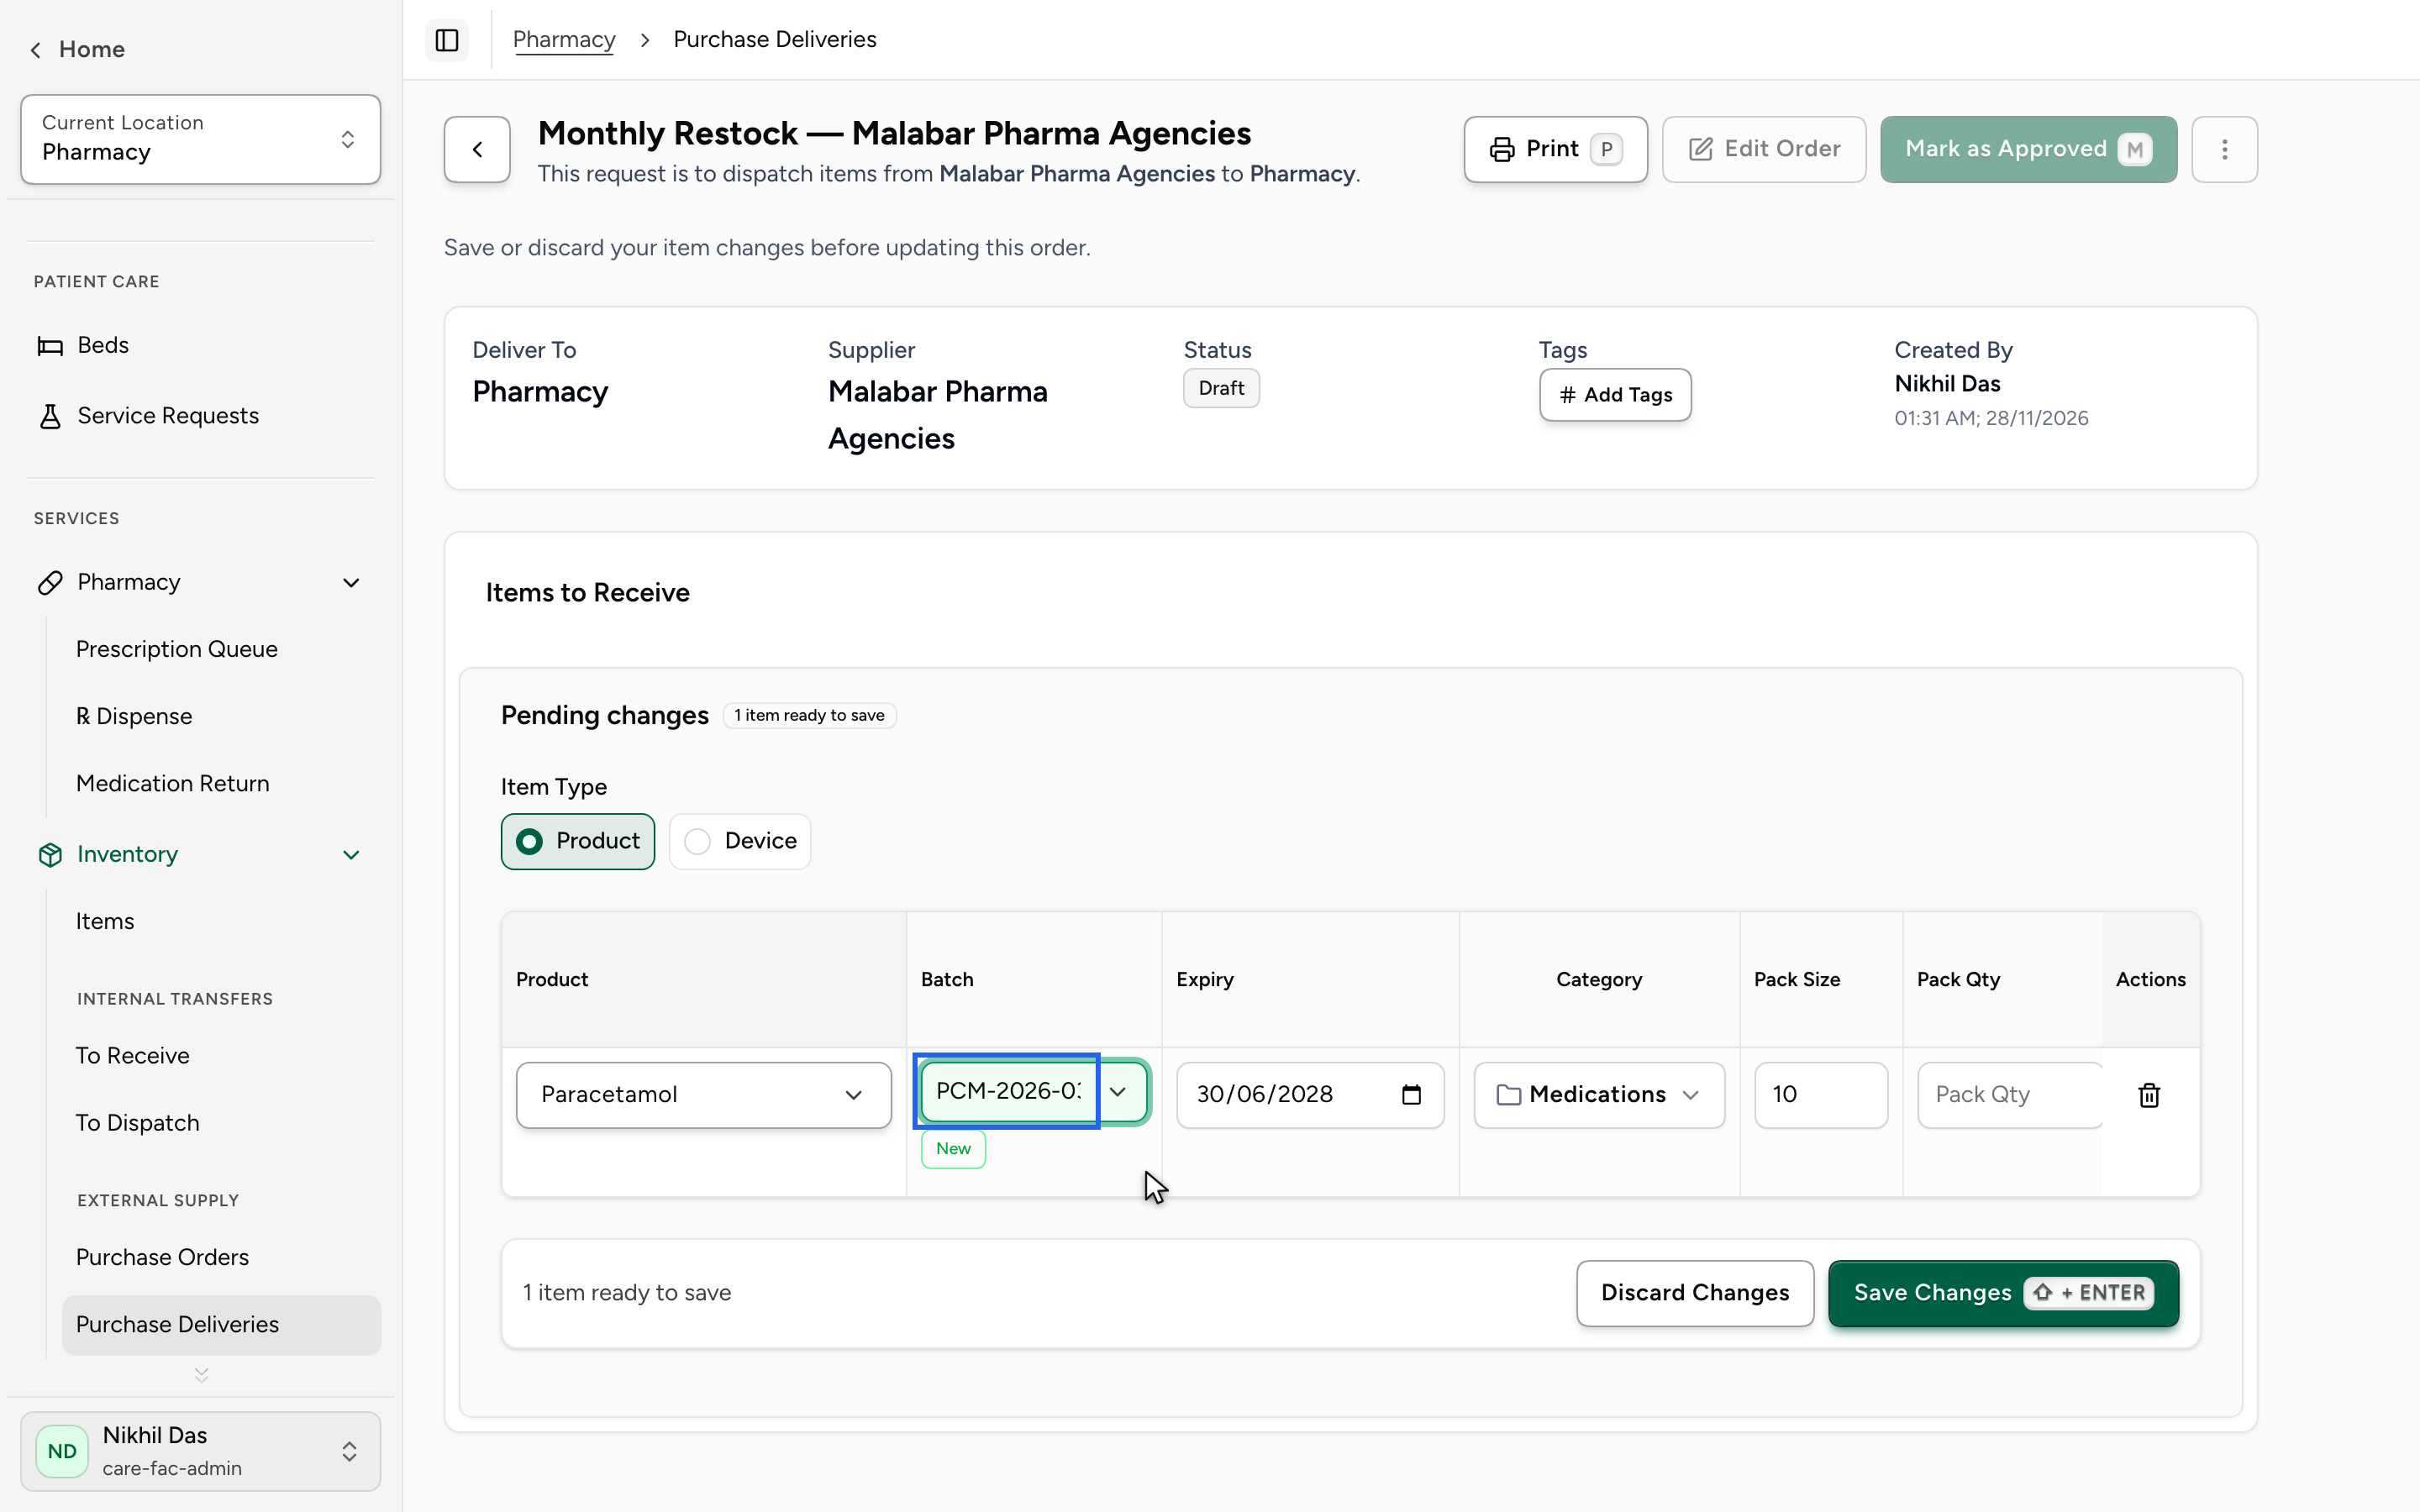 Home
Current Location
Pharmacy
PATIENT CARE
Beds
Service Requests
SERVICES
Pharmacy
Prescription Queue
℞ Dispense
Medication Return
Inventory
Items
INTERNAL TRANSFERS
To Receive
To Dispatch
EXTERNAL SUPPLY
Purchase Orders
Purchase Deliveries
ND
Nikhil Das
care-fac-admin
Pharmacy > Purchase Deliveries
Monthly Restock — Malabar Pharma Agencies
This request is to dispatch items from Malabar Pharma Agencies to Pharmacy.
Print P
Edit Order
Mark as Approved M
Save or discard your item changes before updating this order.
Deliver To
Pharmacy
Supplier
Malabar Pharma
Agencies
Status
Draft
Tags
# Add Tags
Created By
Nikhil Das
01:31 AM; 28/11/2026
Items to Receive
Pending changes 1 item ready to save
Item Type
Product Device
Product Batch Expiry Category Pack Size Pack Qty Actions
Paracetamol PCM-2026-0 30/06/2028 Medications 10 Pack Qty
New
1 item ready to save
Discard Changes
Save Changes + ENTER